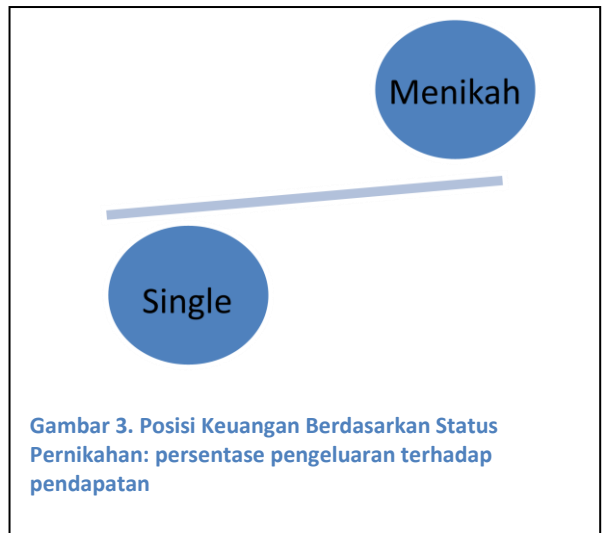 Menikah
Single
Gambar 3. Posisi Keuangan Berdasarkan Status
Pernikahan: persentase pengeluaran terhadap
pendapatan